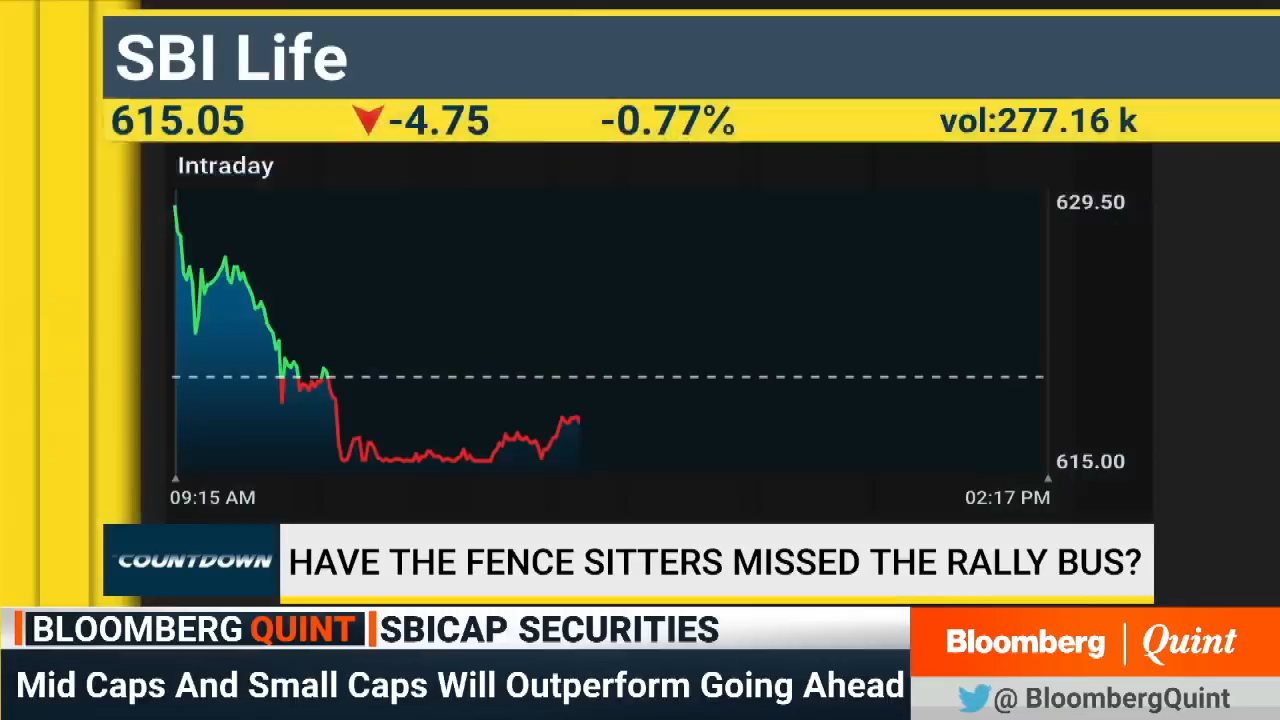 SBI Life
615.05 -4.75 -0.77% vol:277.16 k
Intraday
629.50
615.00
09:15 AM 02:17 PM
COUNTDOWN HAVE THE FENCE SITTERS MISSED THE RALLY BUS?
BLOOMBERG QUINT SBICAP SECURITIES
Mid Caps And Small Caps Will Outperform Going Ahead
Bloomberg | Quint
@ BloombergQuint